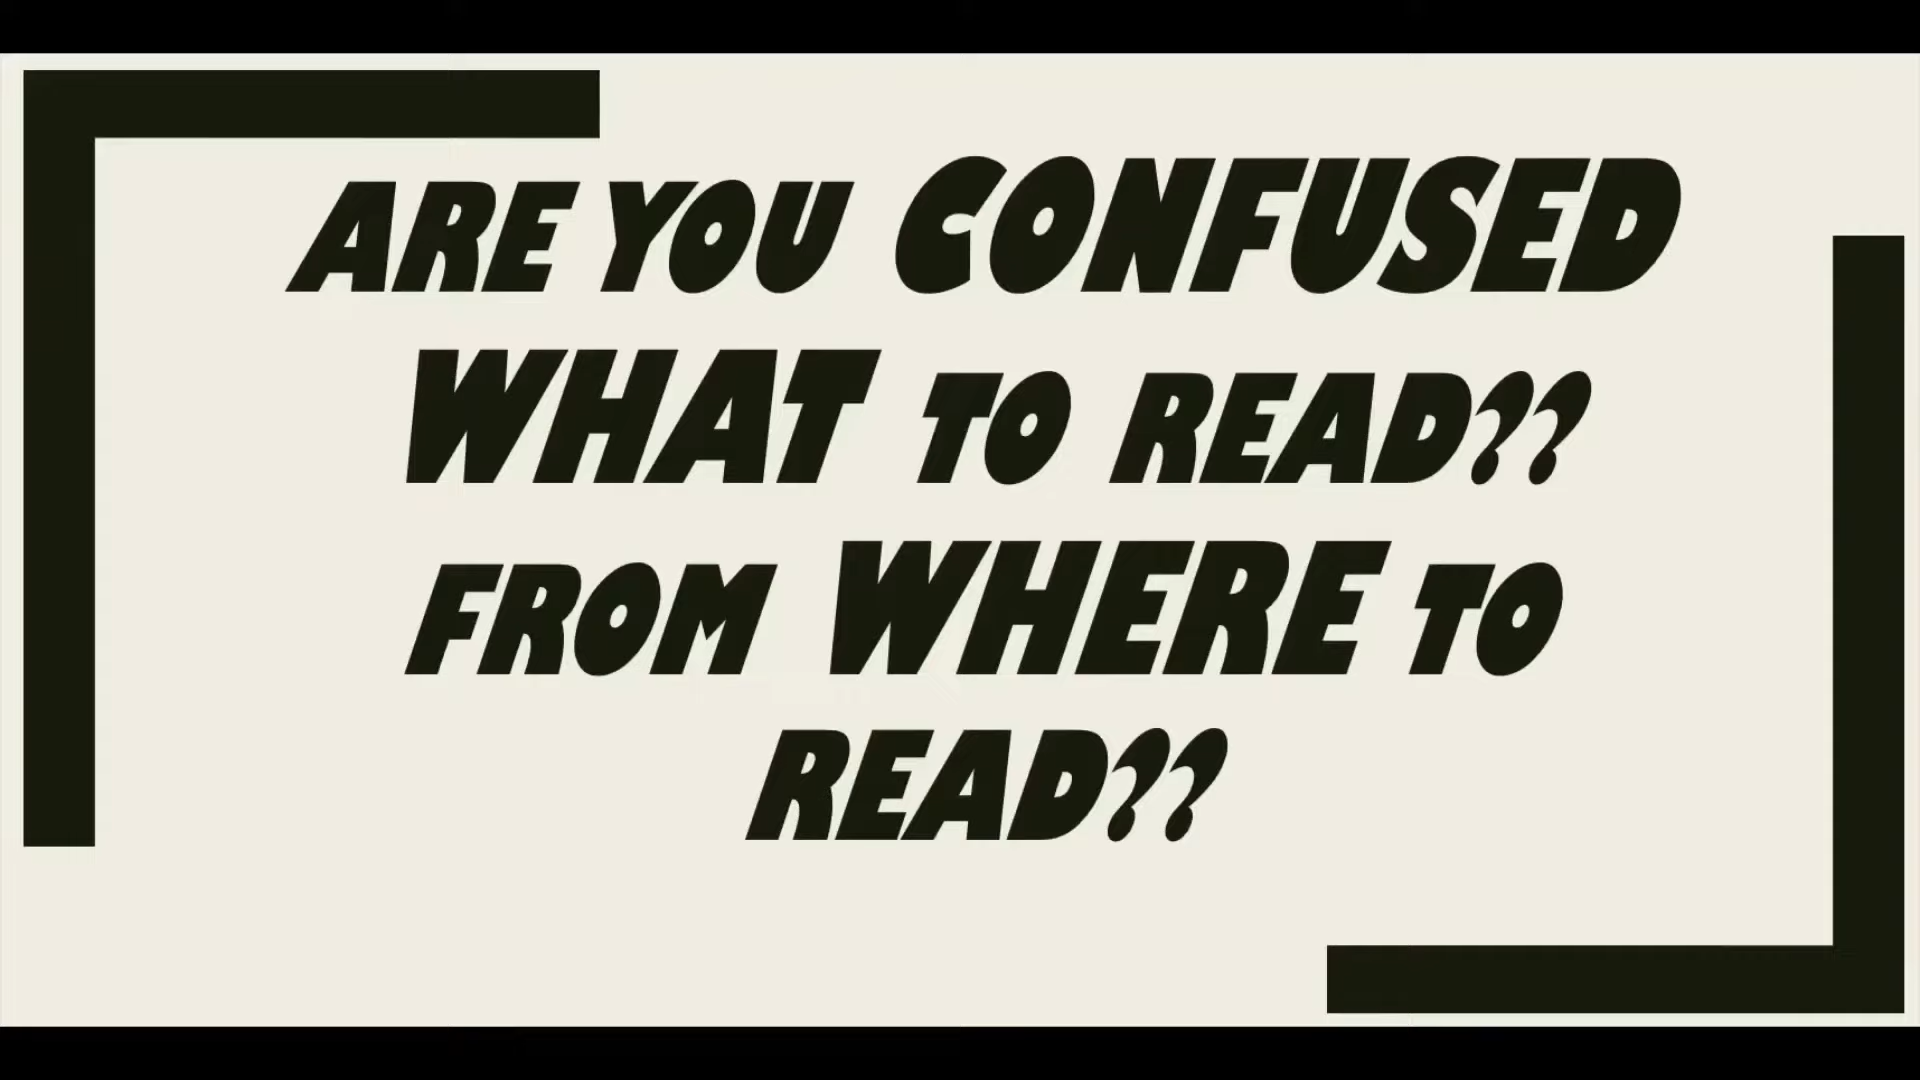 ARE YOU CONFUSED
WHAT TO READ??
FROM WHERE TO
READ??